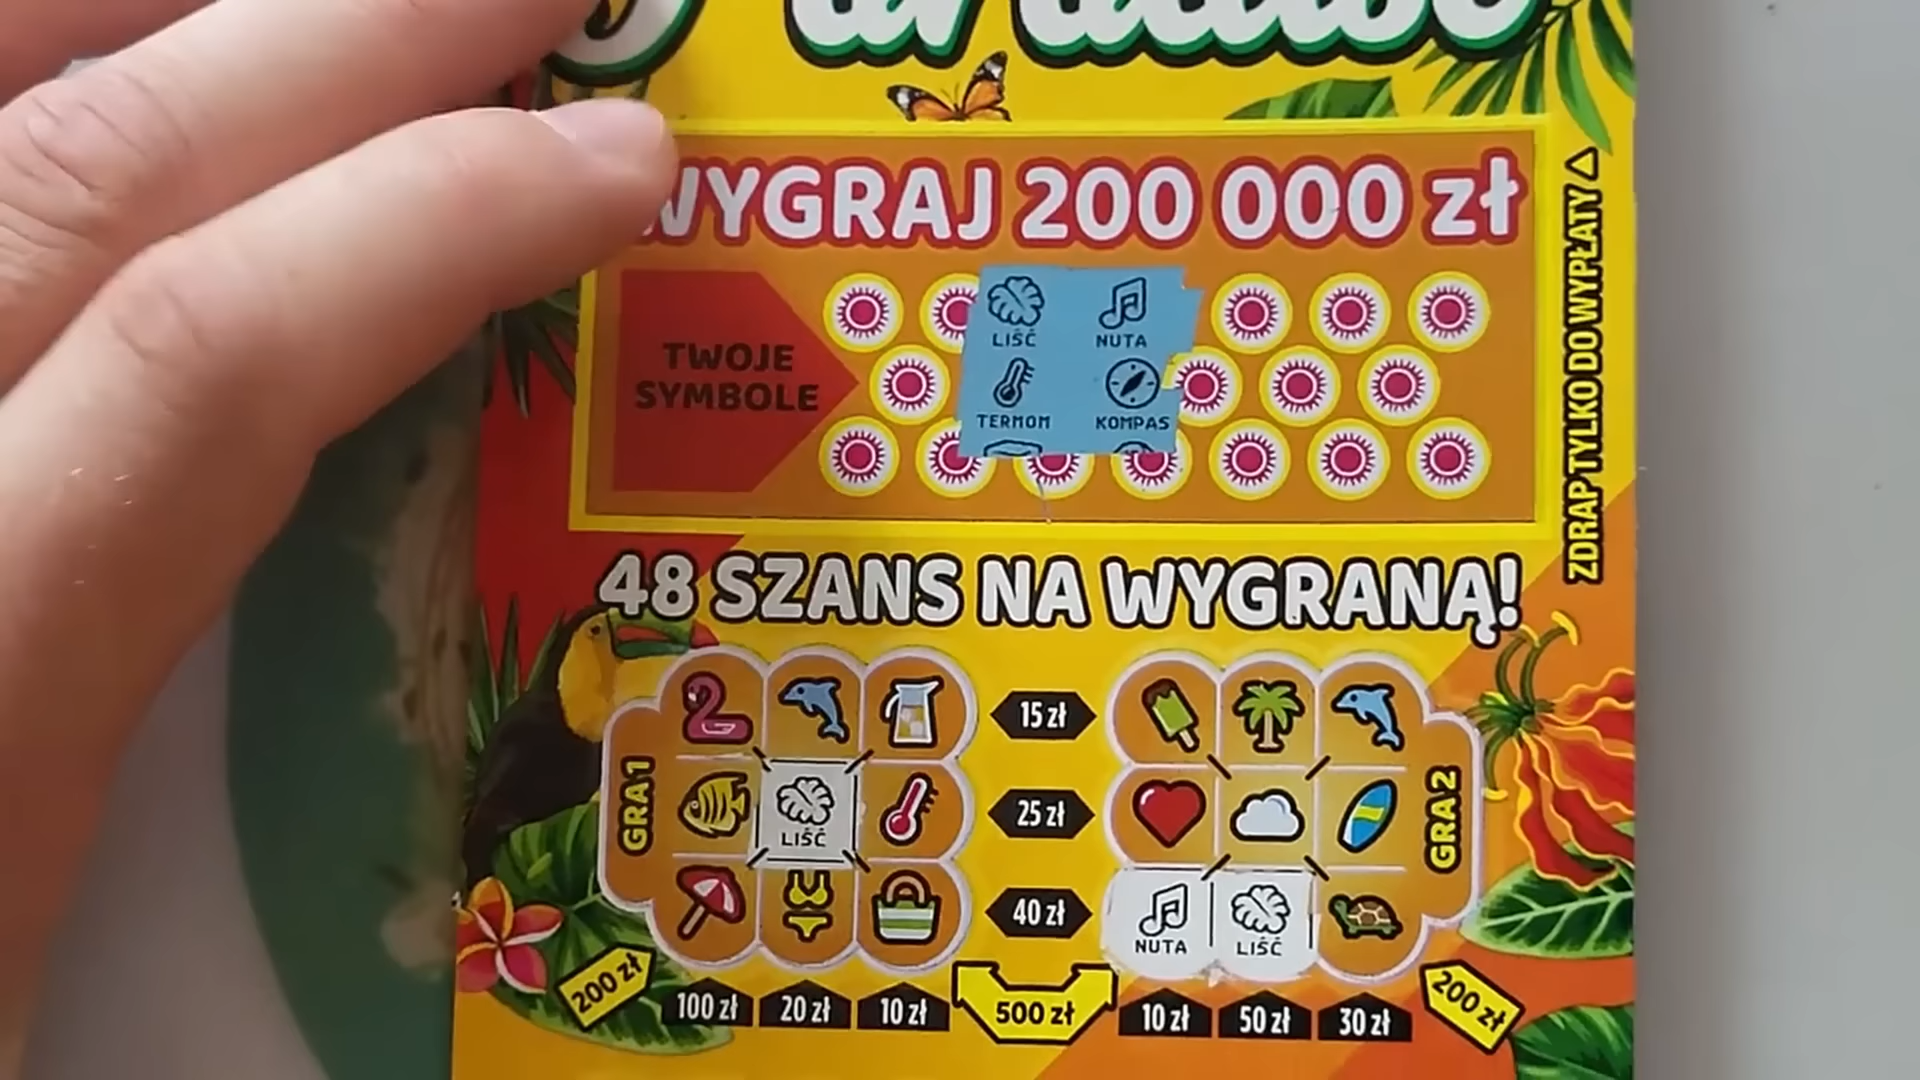 WYGRAJ 200 000 zł
LIŚĆ NUTA
TWOJE
SYMBOLE
TERMOM KOMPAS
ZDRAP TYLKO DO WYPŁATY
48 SZANS NA WYGRANĄ!
15 zł
GRA 1
LIŚĆ
25 zł
GRA 2
40 zł
NUTA LIŚĆ
200 zł
100 zł 20 zł 10 zł
500 zł
10 zł 50 zł 30 zł
200 zł